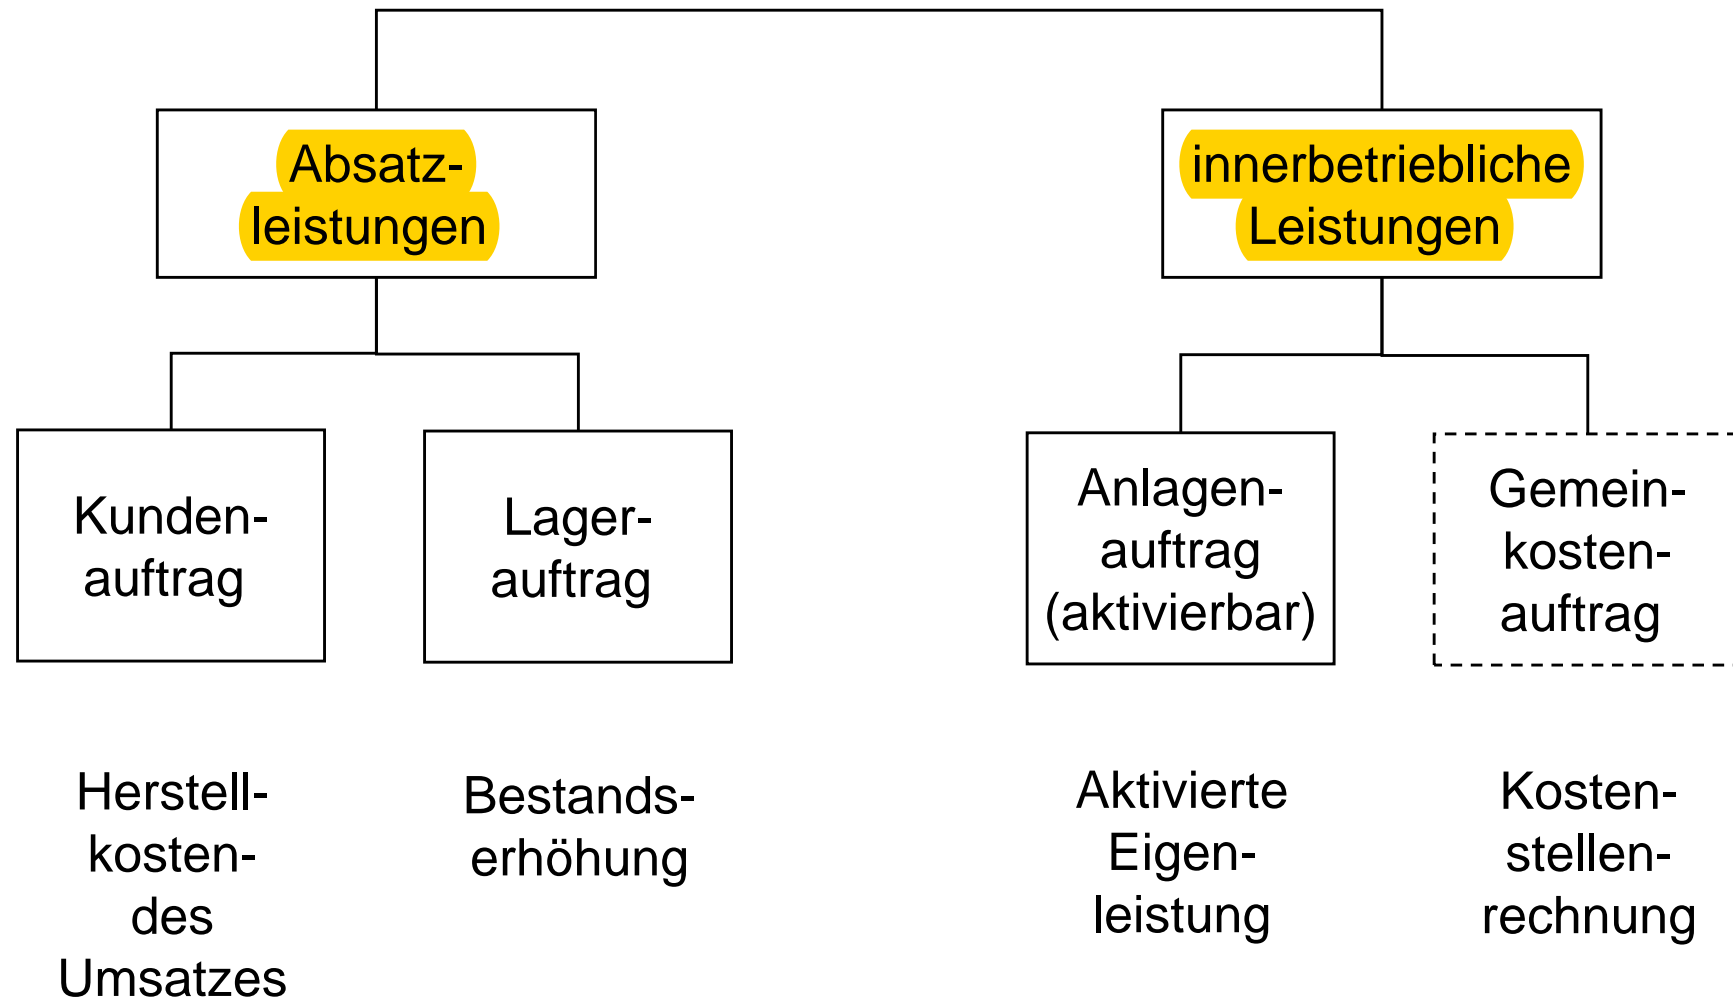 Absatz-
leistungen
innerbetriebliche
Leistungen
Kunden-
auftrag
Lager-
auftrag
Anlagen-
auftrag
(aktivierbar)
Gemein-
kosten-
auftrag
Herstell-
kosten-
des
Umsatzes
Bestands-
erhöhung
Aktivierte
Eigen-
leistung
Kosten-
stellen-
rechnung